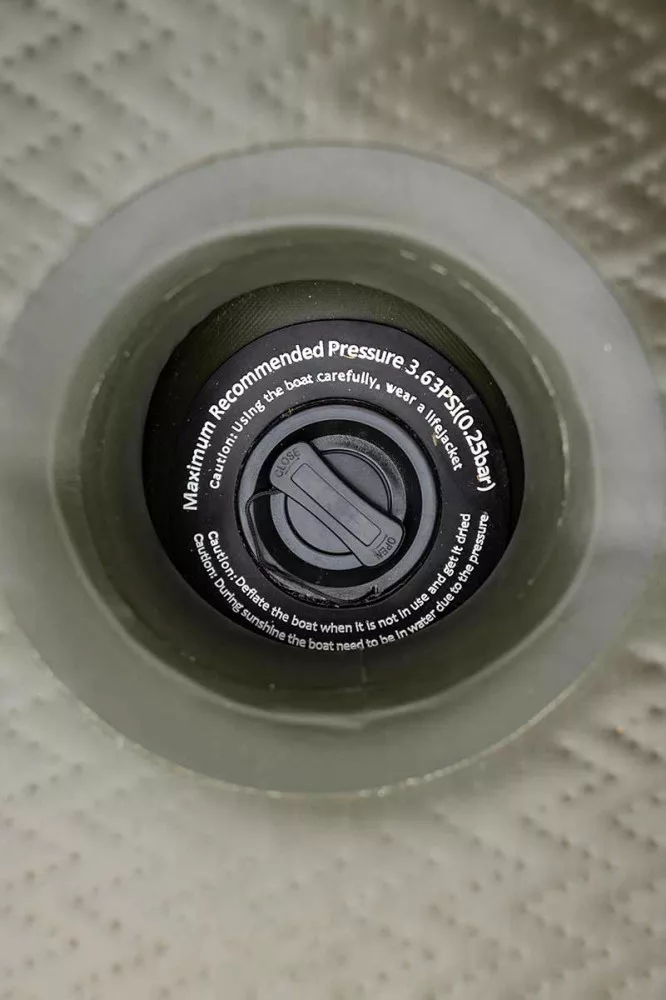 Maximum Recommended Pressure 3.63PSI(0.25bar)
Caution: Using the boat carefully, wear a lifejacket
CLOSE
OPEN
Caution: Deflate the boat when it is not in use and get it dried
Caution: During sunshine the boat need to be in water due to the pressure